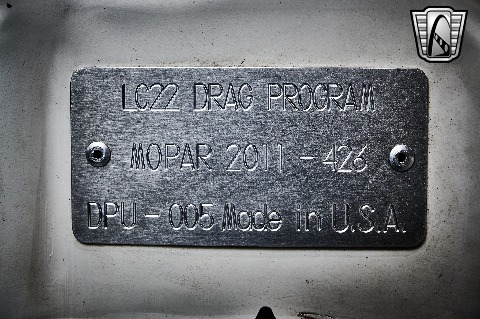 LC22 DRAG PROGRAM
MOPAR 2011 - 426
DPU - 005 Made in U.S.A.